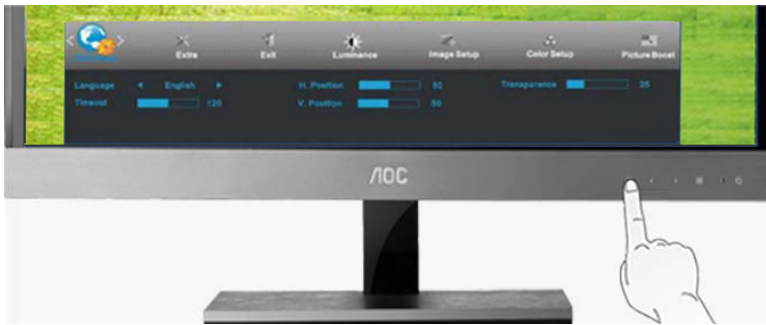 Extra Exit Luminance Image Setup Color Setup Picture Boost
Language English H. Position 50 Transparence 25
Timeout 120 V. Position 50
AOC